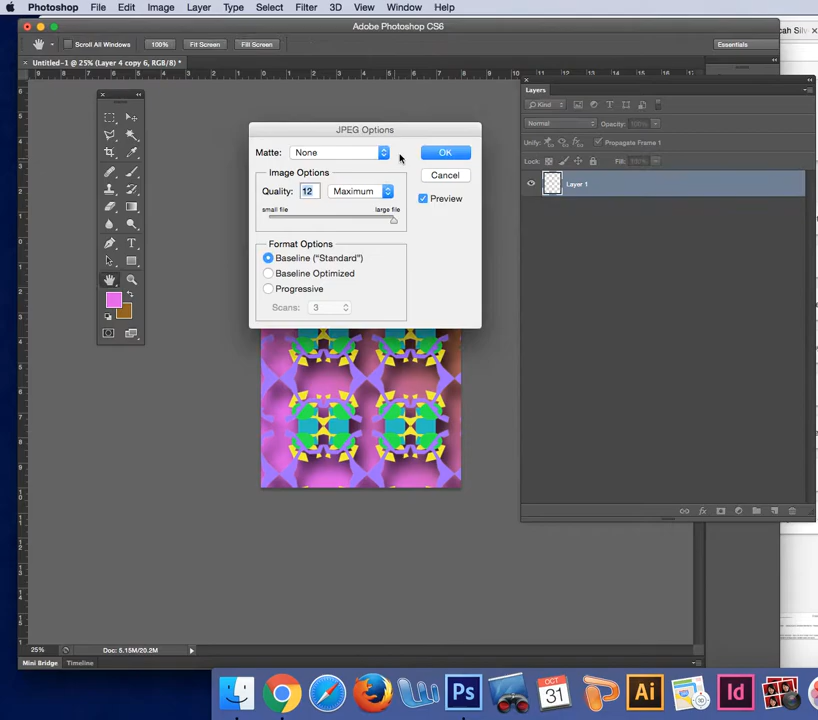 Photoshop File Edit Image Layer Type Select Filter 3D View Window Help
Adobe Photoshop CS6
Scroll All Windows 100% Fit Screen Fill Screen Essentials
Untitled-1 @ 25% (Layer 4 copy 6, RGB/8) *
Layers
Kind
Normal Opacity: 100%
Unify: Propagate Frame 1
Lock: Fill: 100%
Layer 1
JPEG Options
Matte: None OK
Image Options Cancel
Quality: 12 Maximum
Preview
small file large file
Format Options
Baseline (“Standard”)
Baseline Optimized
Progressive
Scans: 3
25% Doc: 5.15M/20.2M
Mini Bridge Timeline
OCT
31
Ps Ai Id